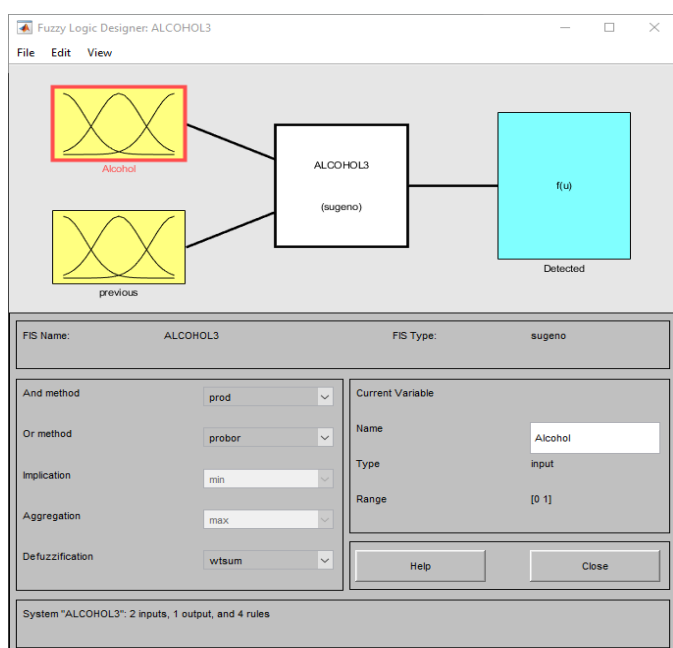 Fuzzy Logic Designer: ALCOHOL3
File Edit View
Alcohol
previous
ALCOHOL3
(sugeno)
f(u)
Detected
FIS Name: ALCOHOL3 FIS Type: sugeno
And method prod
Or method probor
Implication min
Aggregation max
Defuzzification wtsum
Current Variable
Name Alcohol
Type input
Range [0 1]
Help Close
System "ALCOHOL3": 2 inputs, 1 output, and 4 rules